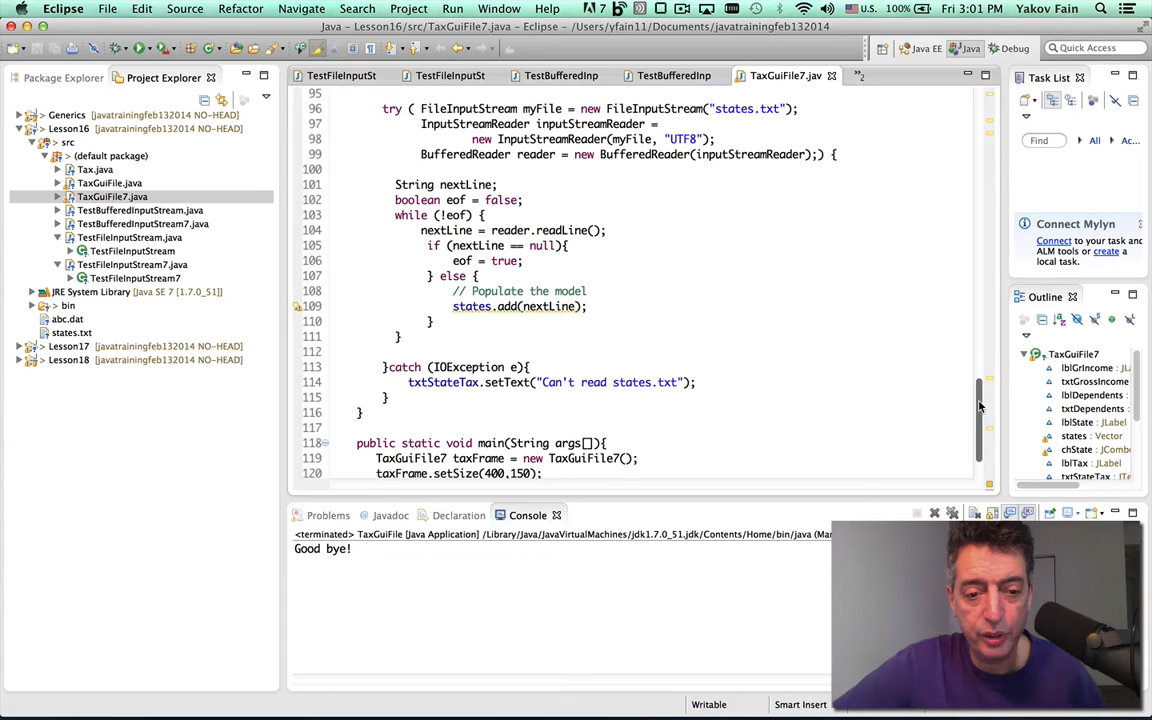 Eclipse File Edit Source Refactor Navigate Search Project Run Window Help
7 U.S. 100% Fri 3:01 PM Yakov Fain
Java - Lesson16/src/TaxGuiFile7.java - Eclipse - /Users/yfain11/Documents/javatrainingfeb132014
Java EE Java Debug Quick Access
Package Explorer Project Explorer
TestFileInputSt TestFileInputSt TestBufferedInp TestBufferedInp TaxGuiFile7.jav »2
Task List
Generics [javatrainingfeb132014 NO-HEAD]
Lesson16 [javatrainingfeb132014 NO-HEAD]
src
(default package)
Tax.java
TaxGuiFile.java
TaxGuiFile7.java
TestBufferedInputStream.java
TestBufferedInputStream7.java
TestFileInputStream.java
TestFileInputStream
TestFileInputStream7.java
TestFileInputStream7
JRE System Library [Java SE 7 [1.7.0_51]]
bin
abc.dat
states.txt
Lesson17 [javatrainingfeb132014 NO-HEAD]
Lesson18 [javatrainingfeb132014 NO-HEAD]
95
96 try ( FileInputStream myFile = new FileInputStream("states.txt");
97 InputStreamReader inputStreamReader =
98 new InputStreamReader(myFile, "UTF8");
99 BufferedReader reader = new BufferedReader(inputStreamReader);) {
100
101 String nextLine;
102 boolean eof = false;
103 while (!eof) {
104 nextLine = reader.readLine();
105 if (nextLine == null){
106 eof = true;
107 } else {
108 // Populate the model
109 states.add(nextLine);
110 }
111 }
112
113 }catch (IOException e){
114 txtStateTax.setText("Can't read states.txt");
115 }
116 }
117
118 public static void main(String args[]){
119 TaxGuiFile7 taxFrame = new TaxGuiFile7();
120 taxFrame.setSize(400,150);
Find All Ac...
Connect Mylyn
Connect to your task and
ALM tools or create a
local task.
Outline
TaxGuiFile7
lblGrIncome : JLa
txtGrossIncome
lblDependents :
txtDependents :
lblState : JLabel
states : Vector
chState : JCombo
lblTax : JLabel
txtStateTax : JTe
Problems Javadoc Declaration Console
<terminated> TaxGuiFile [Java Application] /Library/Java/JavaVirtualMachines/jdk1.7.0_51.jdk/Contents/Home/bin/java (Mar
Good bye!
Writable Smart Insert